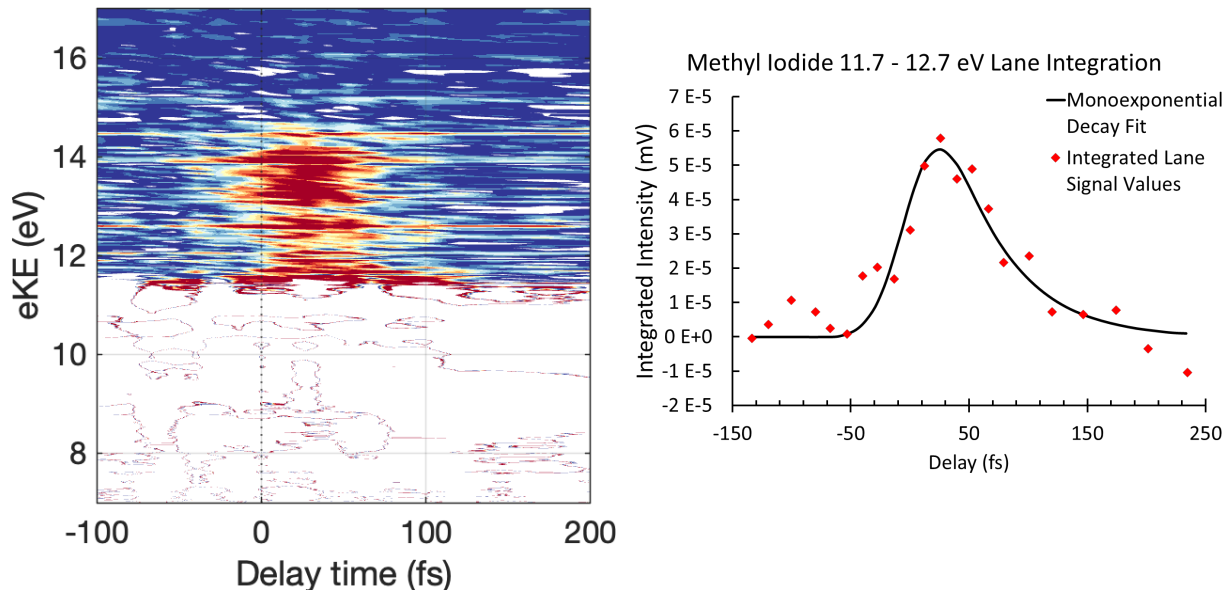 16
14
12
10
8
eKE (eV)
-100
0
100
200
Delay time (fs)
Methyl Iodide 11.7 - 12.7 eV Lane Integration
7 E-5
6 E-5
5 E-5
4 E-5
3 E-5
2 E-5
1 E-5
0 E+0
-1 E-5
-2 E-5
Integrated Intensity (mV)
Monoexponential
Decay Fit
Integrated Lane
Signal Values
-150
-50
50
150
250
Delay (fs)